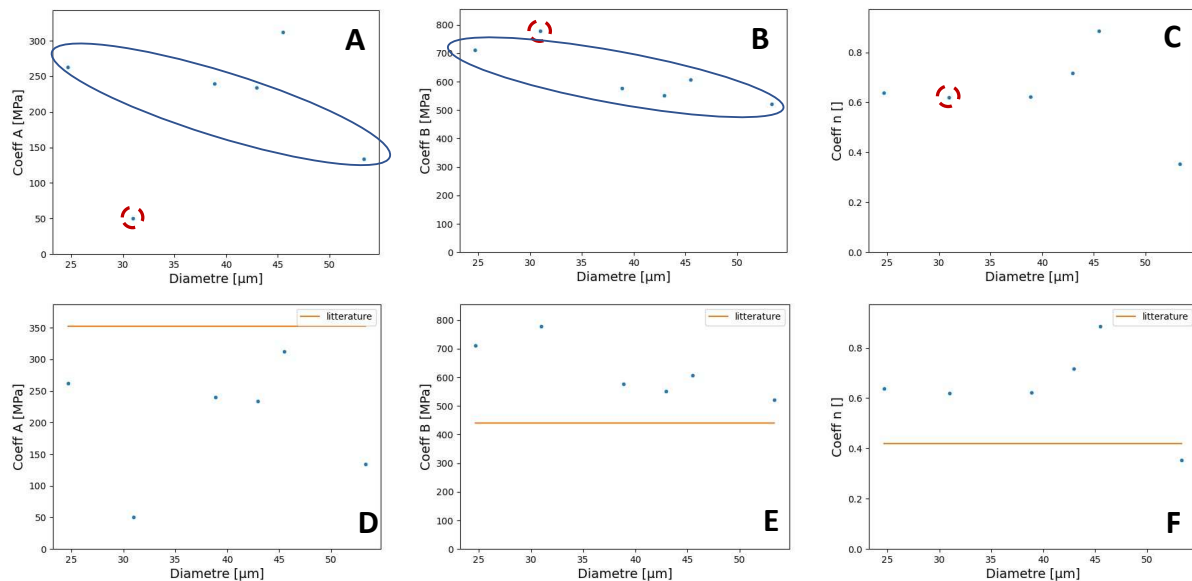 A
Coeff A [MPa]
300
250
200
150
100
50
0
25 30 35 40 45 50
Diametre [µm]
B
Coeff B [MPa]
800
700
600
500
400
300
200
100
0
25 30 35 40 45 50
Diametre [µm]
C
Coeff n []
0.8
0.6
0.4
0.2
0.0
25 30 35 40 45 50
Diametre [µm]
litterature
Coeff A [MPa]
350
300
250
200
150
100
50
0
D
25 30 35 40 45 50
Diametre [µm]
litterature
Coeff B [MPa]
800
700
600
500
400
300
200
100
0
E
25 30 35 40 45 50
Diametre [µm]
litterature
Coeff n []
0.8
0.6
0.4
0.2
0.0
F
25 30 35 40 45 50
Diametre [µm]